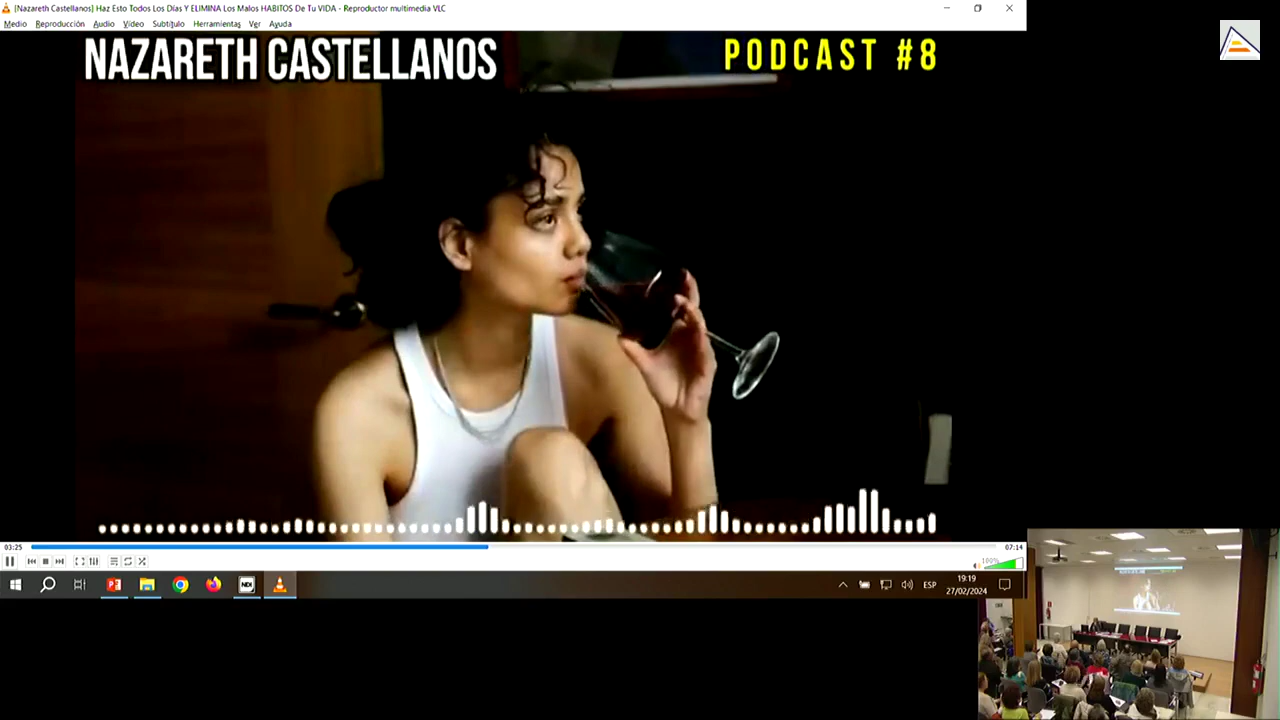 [Nazareth Castellanos] Haz Esto Todos Los Días Y ELIMINA Los Malos HABITOS De Tu VIDA - Reproductor multimedia VLC
Medio Reproducción Audio Vídeo Subtítulo Herramientas Ver Ayuda
NAZARETH CASTELLANOS
PODCAST #8
03:25
07:14
100%
ESP
19:19
27/02/2024